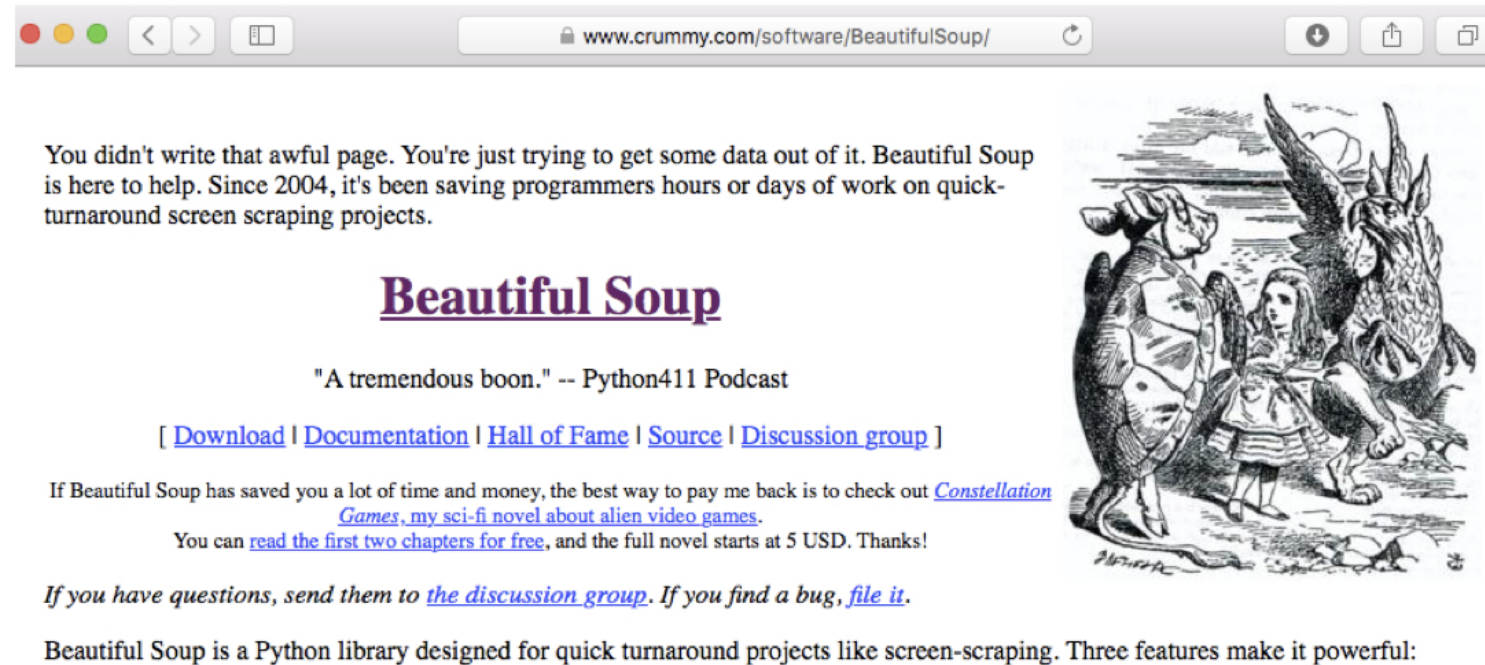 www.crummy.com/software/BeautifulSoup/
You didn't write that awful page. You're just trying to get some data out of it. Beautiful Soup
is here to help. Since 2004, it's been saving programmers hours or days of work on quick-
turnaround screen scraping projects.
Beautiful Soup
"A tremendous boon." -- Python411 Podcast
[ Download | Documentation | Hall of Fame | Source | Discussion group ]
If Beautiful Soup has saved you a lot of time and money, the best way to pay me back is to check out Constellation
Games, my sci-fi novel about alien video games.
You can read the first two chapters for free, and the full novel starts at 5 USD. Thanks!
If you have questions, send them to the discussion group. If you find a bug, file it.
Beautiful Soup is a Python library designed for quick turnaround projects like screen-scraping. Three features make it powerful: